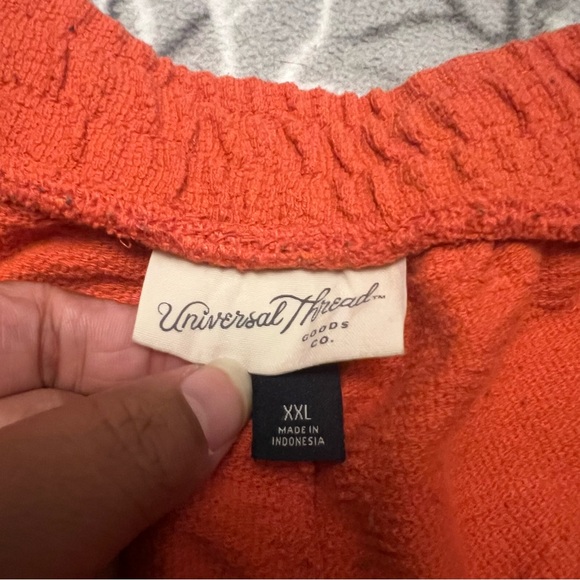 Universal Thread™
GOODS
CO.
XXL
MADE IN
INDONESIA